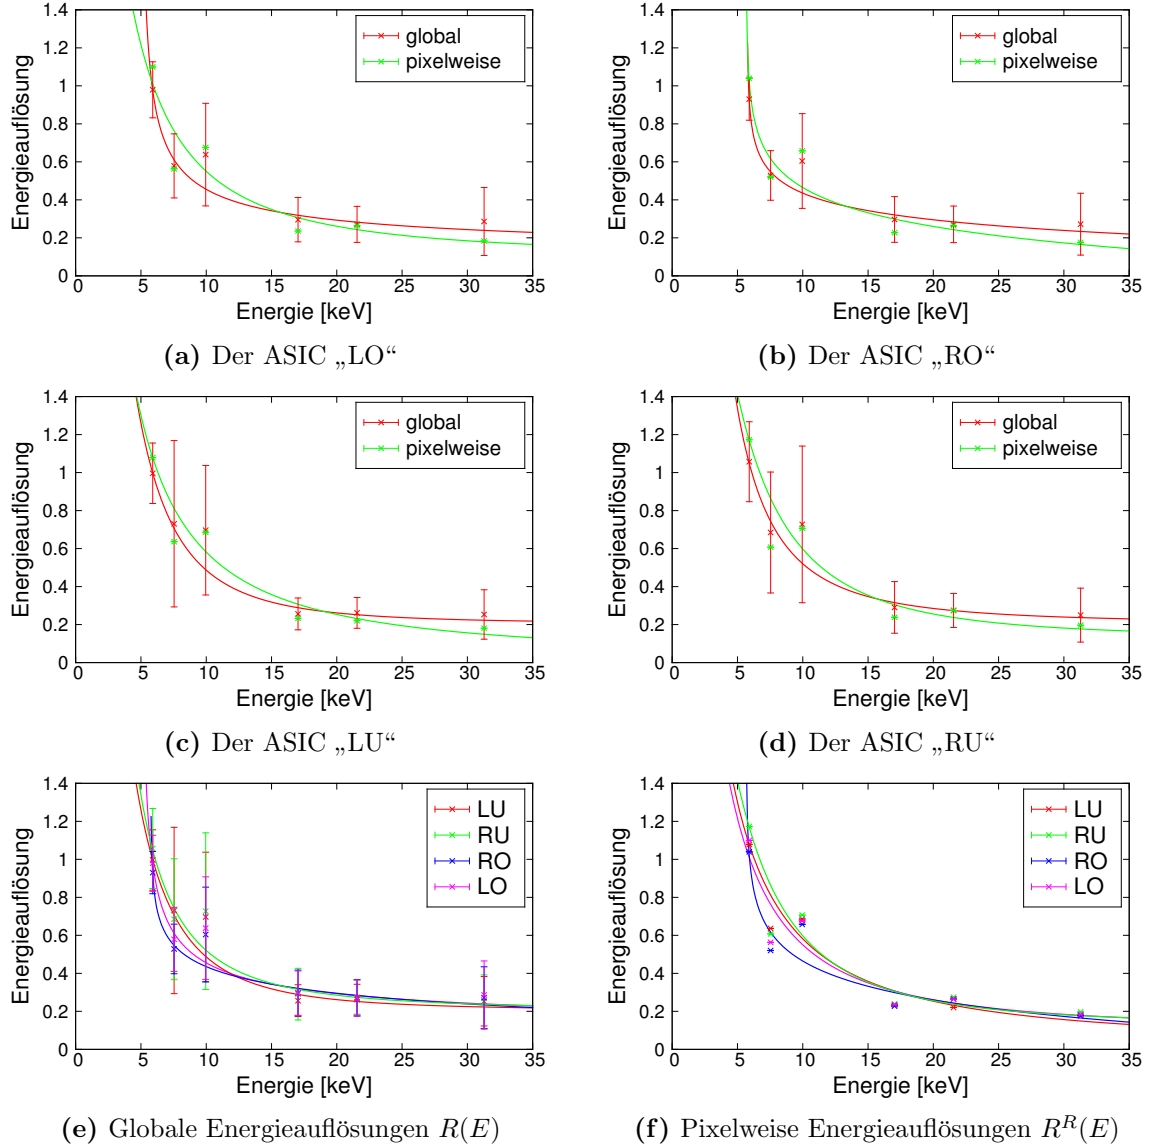 1.4
1.2
1
0.8
0.6
0.4
0.2
0
0 5 10 15 20 25 30 35
Energieauflösung
Energie [keV]
global
pixelweise
(a) Der ASIC „LO“
1.4
1.2
1
0.8
0.6
0.4
0.2
0
0 5 10 15 20 25 30 35
Energieauflösung
Energie [keV]
global
pixelweise
(b) Der ASIC „RO“
1.4
1.2
1
0.8
0.6
0.4
0.2
0
0 5 10 15 20 25 30 35
Energieauflösung
Energie [keV]
global
pixelweise
(c) Der ASIC „LU“
1.4
1.2
1
0.8
0.6
0.4
0.2
0
0 5 10 15 20 25 30 35
Energieauflösung
Energie [keV]
global
pixelweise
(d) Der ASIC „RU“
1.4
1.2
1
0.8
0.6
0.4
0.2
0
0 5 10 15 20 25 30 35
Energieauflösung
Energie [keV]
LU
RU
RO
LO
(e) Globale Energieauflösungen R(E)
1.4
1.2
1
0.8
0.6
0.4
0.2
0
0 5 10 15 20 25 30 35
Energieauflösung
Energie [keV]
LU
RU
RO
LO
(f) Pixelweise Energieauflösungen R^R(E)